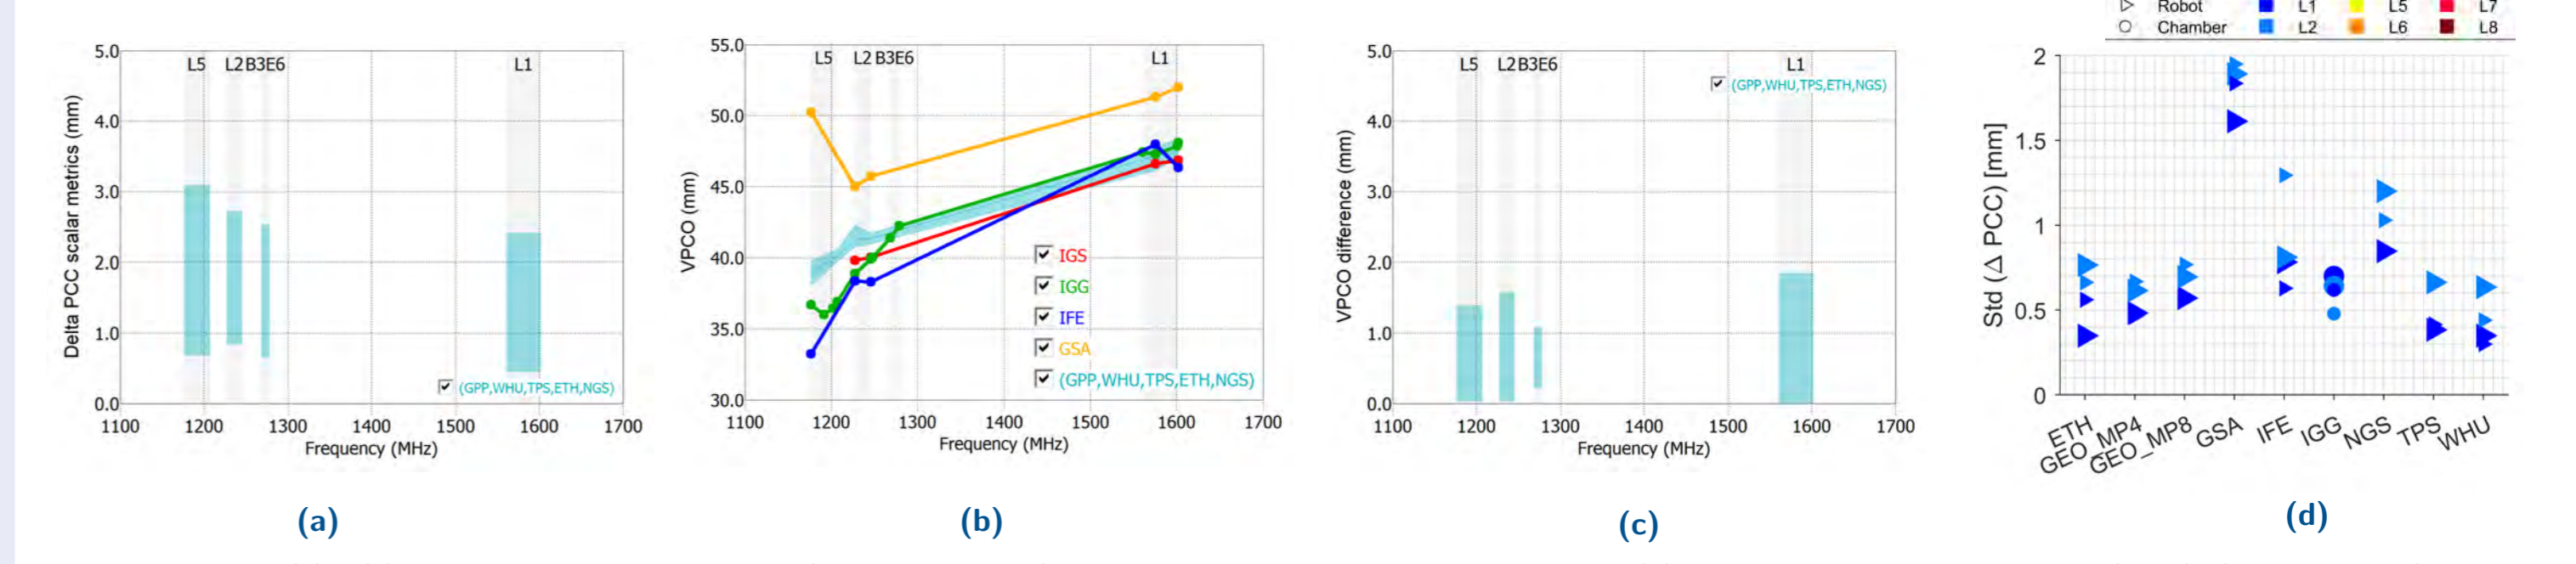 5.0
4.0
3.0
2.0
1.0
0.0
L5 L2 B3E6 L1
(GPP,WHU,TPS,ETH,NGS)
1100 1200 1300 1400 1500 1600 1700
Frequency (MHz)
Delta PCC scalar metrics (mm)
(a)
55.0
50.0
45.0
40.0
35.0
30.0
L5 L2 B3E6 L1
IGS
IGG
IFE
GSA
(GPP,WHU,TPS,ETH,NGS)
1100 1200 1300 1400 1500 1600 1700
Frequency (MHz)
VPCO (mm)
(b)
5.0
4.0
3.0
2.0
1.0
0.0
L5 L2 B3E6 L1
(GPP,WHU,TPS,ETH,NGS)
1100 1200 1300 1400 1500 1600 1700
Frequency (MHz)
VPCO difference (mm)
(c)
Robot L1 L5 L7
Chamber L2 L6 L8
2
1.5
1
0.5
0
Std (Δ PCC) [mm]
ETH
GEO_MP4
GEO_MP8
GSA
IFE
IGG
NGS
TPS
WHU
(d)